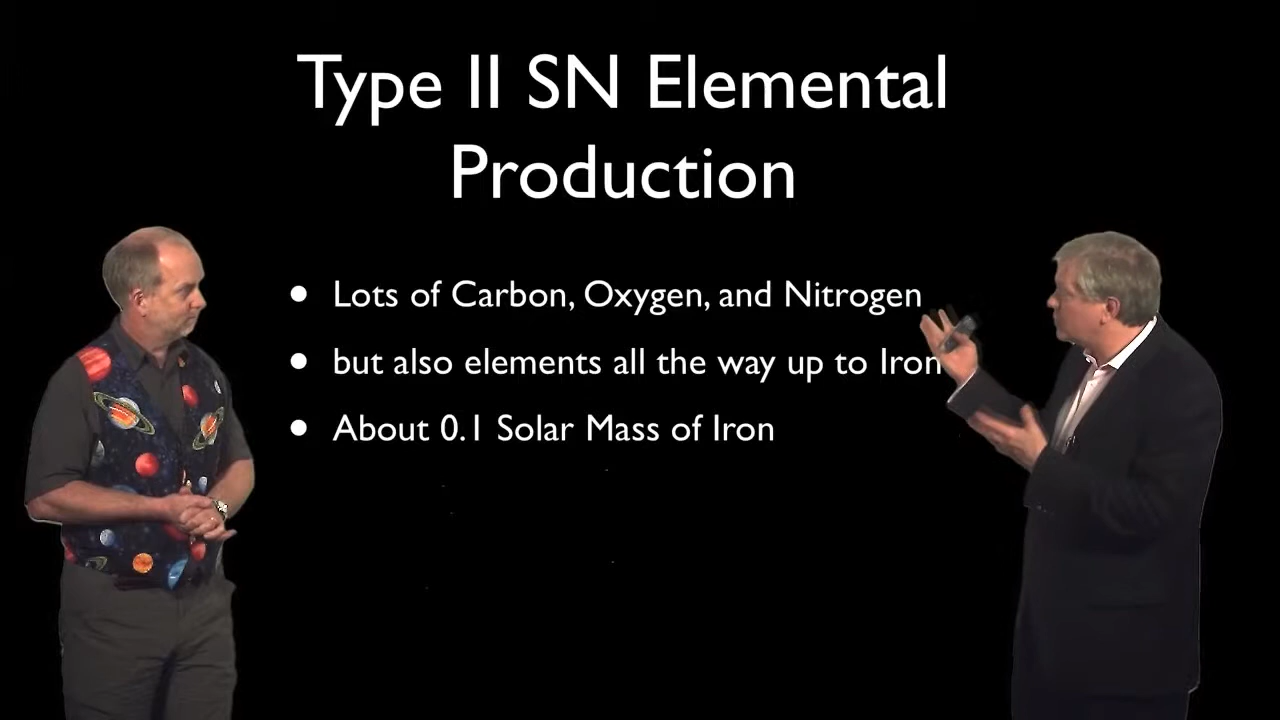 Type II SN Elemental
Production
• Lots of Carbon, Oxygen, and Nitrogen
• but also elements all the way up to Iron
• About 0.1 Solar Mass of Iron